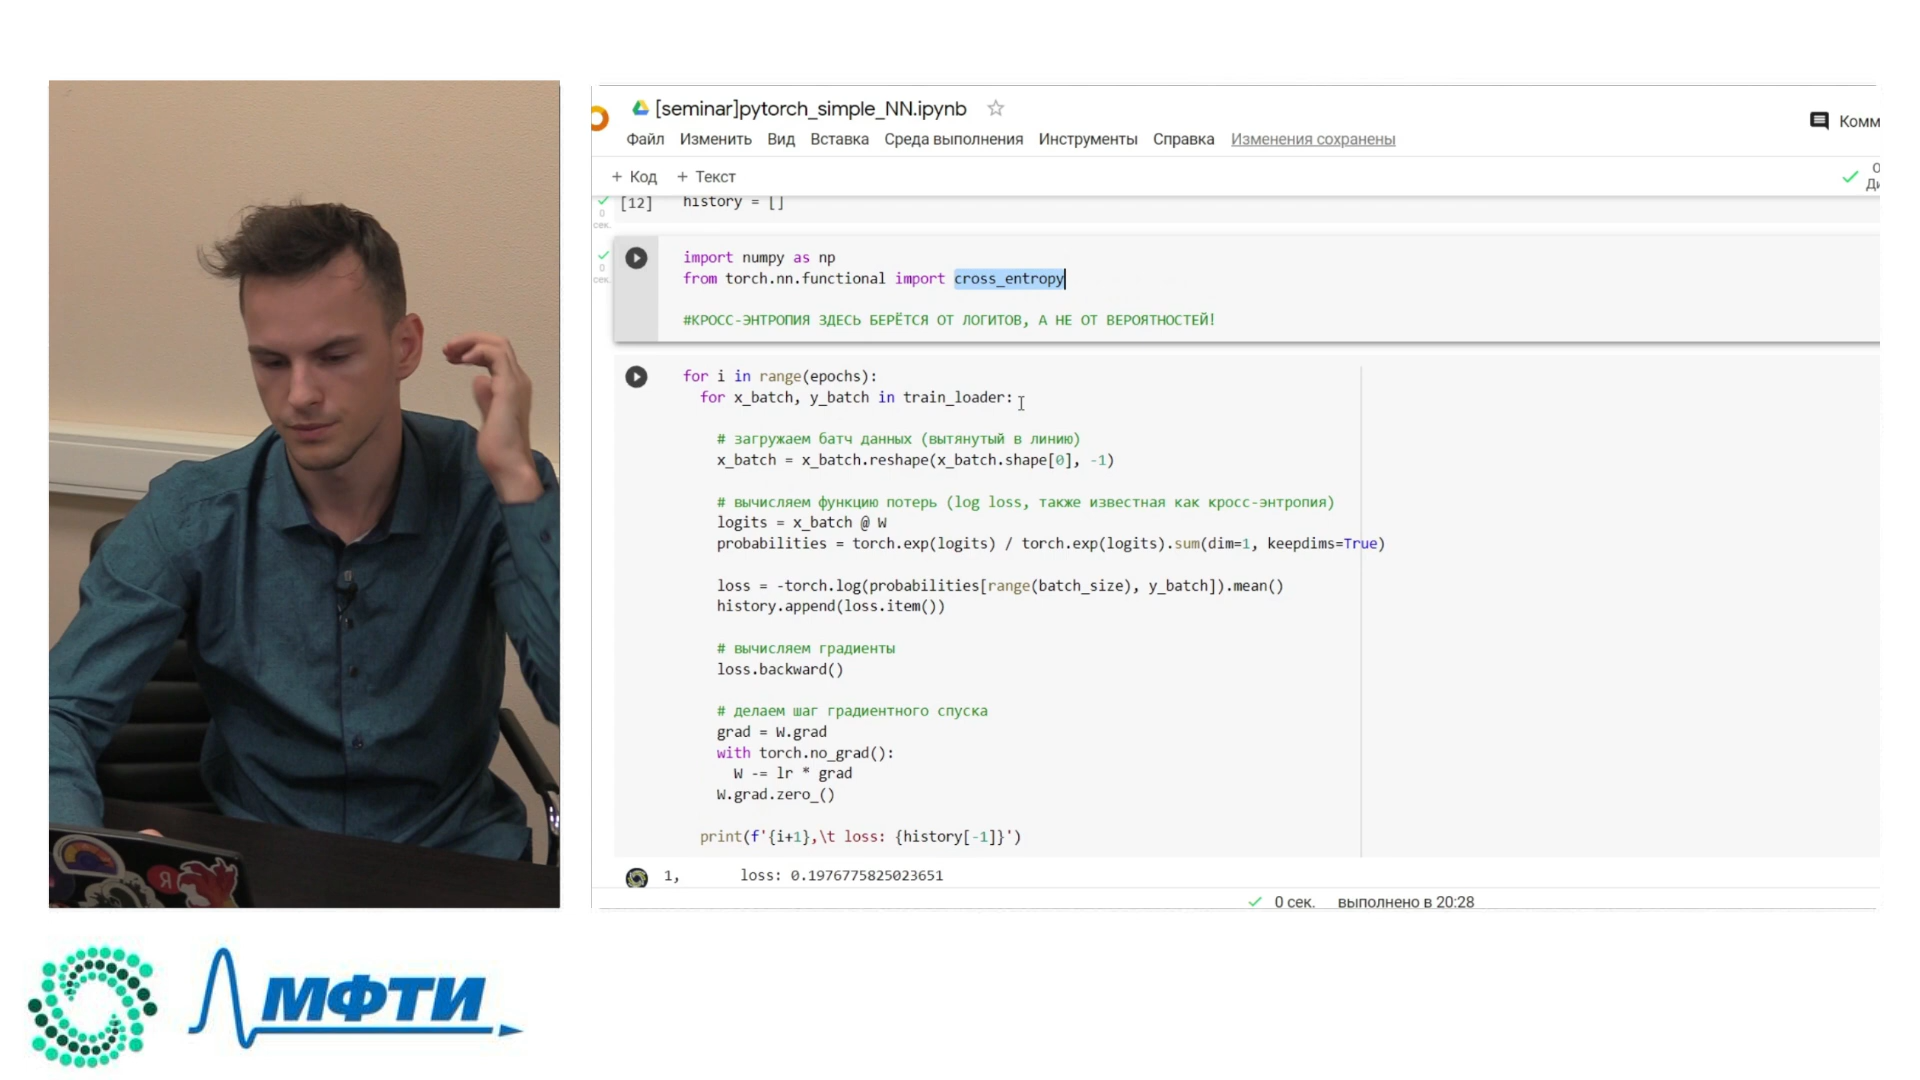 [seminar]pytorch_simple_NN.ipynb
Файл Изменить Вид Вставка Среда выполнения Инструменты Справка Изменения сохранены
Комм
+ Код + Текст
[12] history = []
0
сек.
import numpy as np
from torch.nn.functional import cross_entropy
0
сек.
#КРОСС-ЭНТРОПИЯ ЗДЕСЬ БЕРЁТСЯ ОТ ЛОГИТОВ, А НЕ ОТ ВЕРОЯТНОСТЕЙ!
for i in range(epochs):
for x_batch, y_batch in train_loader:
# загружаем батч данных (вытянутый в линию)
x_batch = x_batch.reshape(x_batch.shape[0], -1)
# вычисляем функцию потерь (log loss, также известная как кросс-энтропия)
logits = x_batch @ W
probabilities = torch.exp(logits) / torch.exp(logits).sum(dim=1, keepdims=True)
loss = -torch.log(probabilities[range(batch_size), y_batch]).mean()
history.append(loss.item())
# вычисляем градиенты
loss.backward()
# делаем шаг градиентного спуска
grad = W.grad
with torch.no_grad():
W -= lr * grad
W.grad.zero_()
print(f'{i+1},\t loss: {history[-1]}')
1, loss: 0.1976775825023651
0 сек. выполнено в 20:28
Я
МФТИ